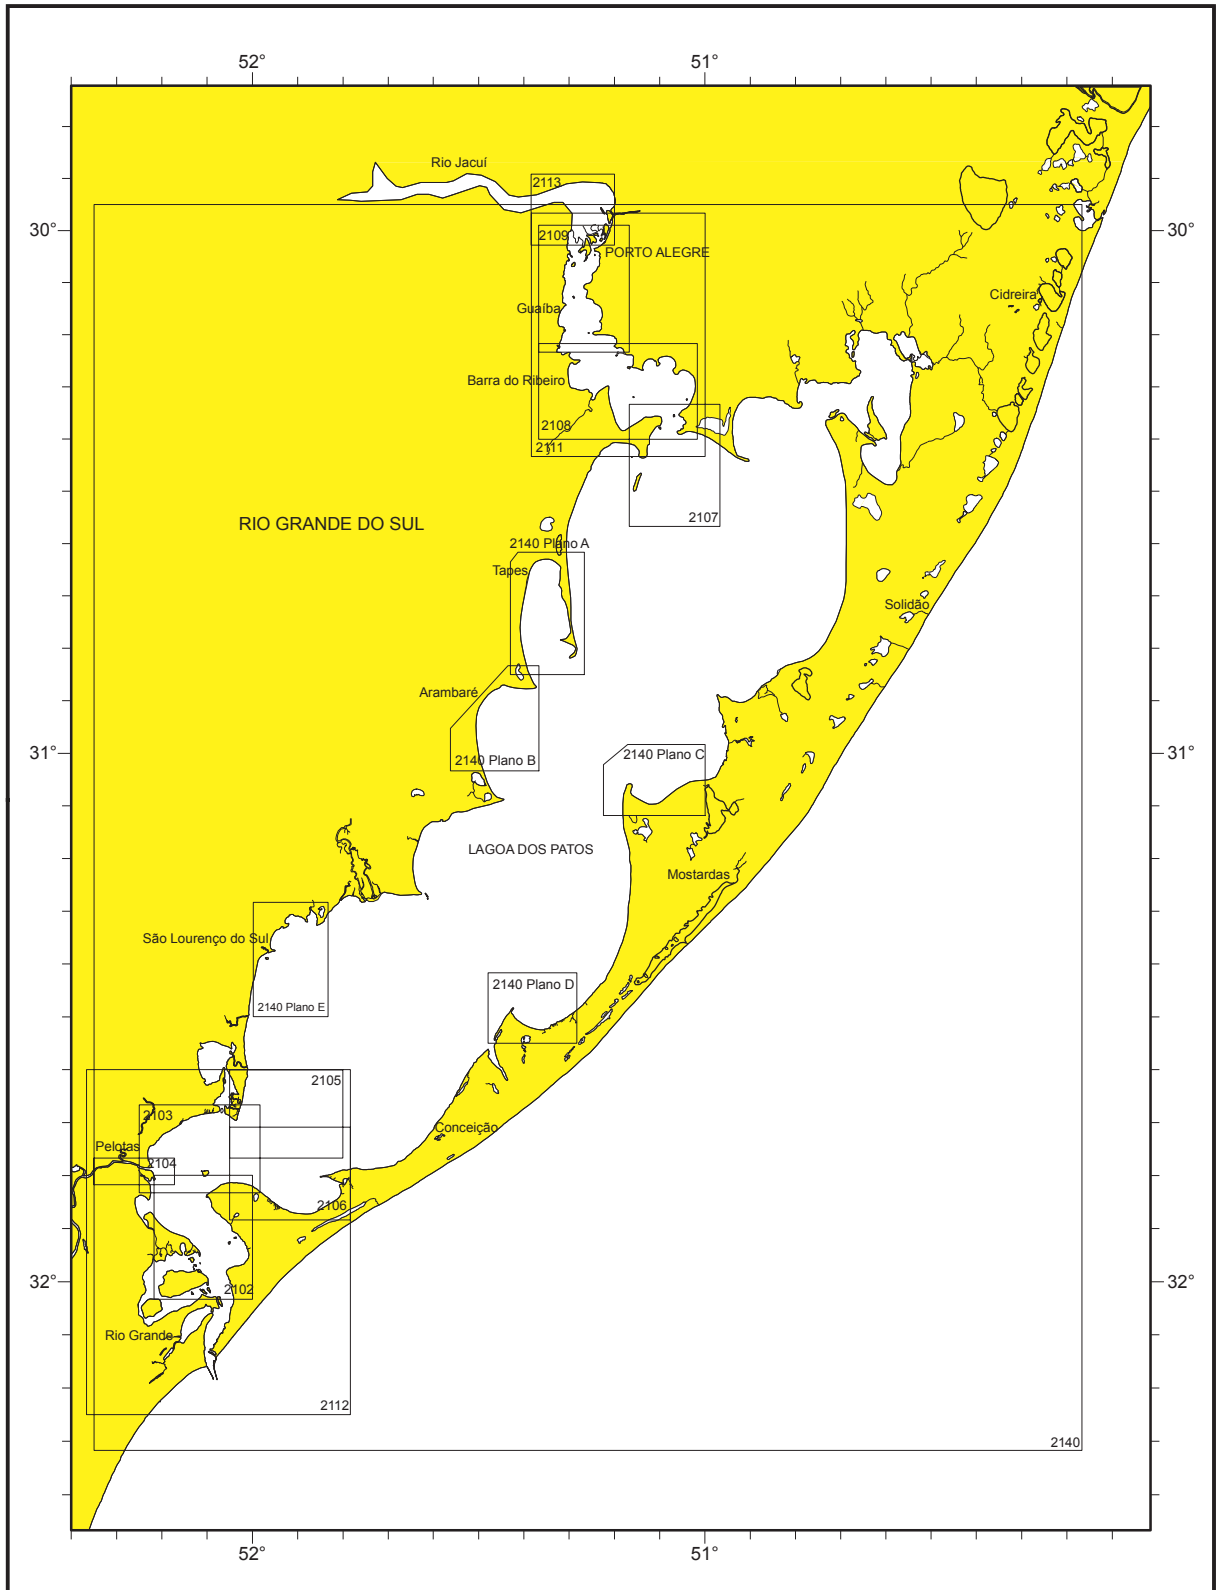 52°
51°
Rio Jacuí
2113
30°
30°
2109
PORTO ALEGRE
Cidreira
Guaíba
Barra do Ribeiro
2108
2111
2107
RIO GRANDE DO SUL
2140 Plano A
Tapes
Solidão
Arambaré
31°
2140 Plano B
2140 Plano C
31°
LAGOA DOS PATOS
Mostardas
São Lourenço do Sul
2140 Plano D
2140 Plano E
2105
2103
Conceição
Pelotas
2104
2106
32°
2102
32°
Rio Grande
2112
2140
52°
51°